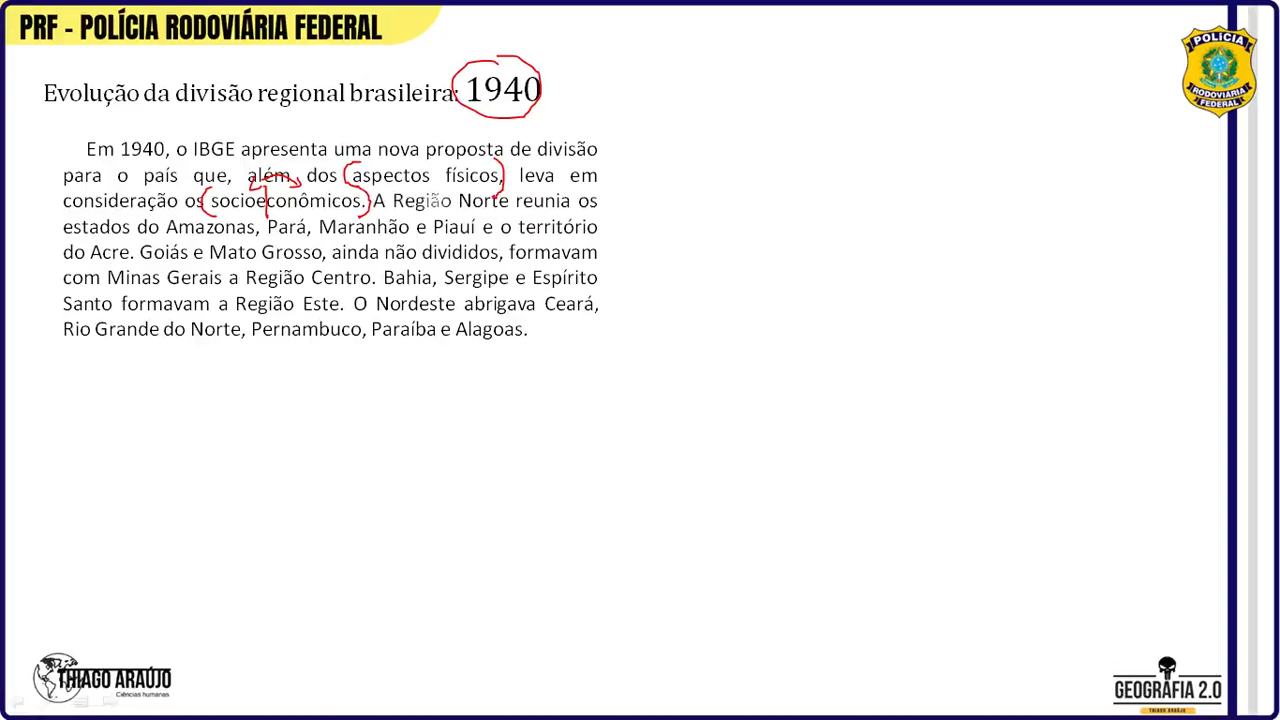 PRF - POLÍCIA RODOVIÁRIA FEDERAL
POLÍCIA
RODOVIÁRIA
FEDERAL
Evolução da divisão regional brasileira: 1940
Em 1940, o IBGE apresenta uma nova proposta de divisão
para o país que, além dos aspectos físicos, leva em
consideração os socioeconômicos. A Região Norte reunia os
estados do Amazonas, Pará, Maranhão e Piauí e o território
do Acre. Goiás e Mato Grosso, ainda não divididos, formavam
com Minas Gerais a Região Centro. Bahia, Sergipe e Espírito
Santo formavam a Região Este. O Nordeste abrigava Ceará,
Rio Grande do Norte, Pernambuco, Paraíba e Alagoas.
THIAGO ARAÚJO
Ciências humanas
GEOGRAFIA 2.0
THIAGO ARAÚJO